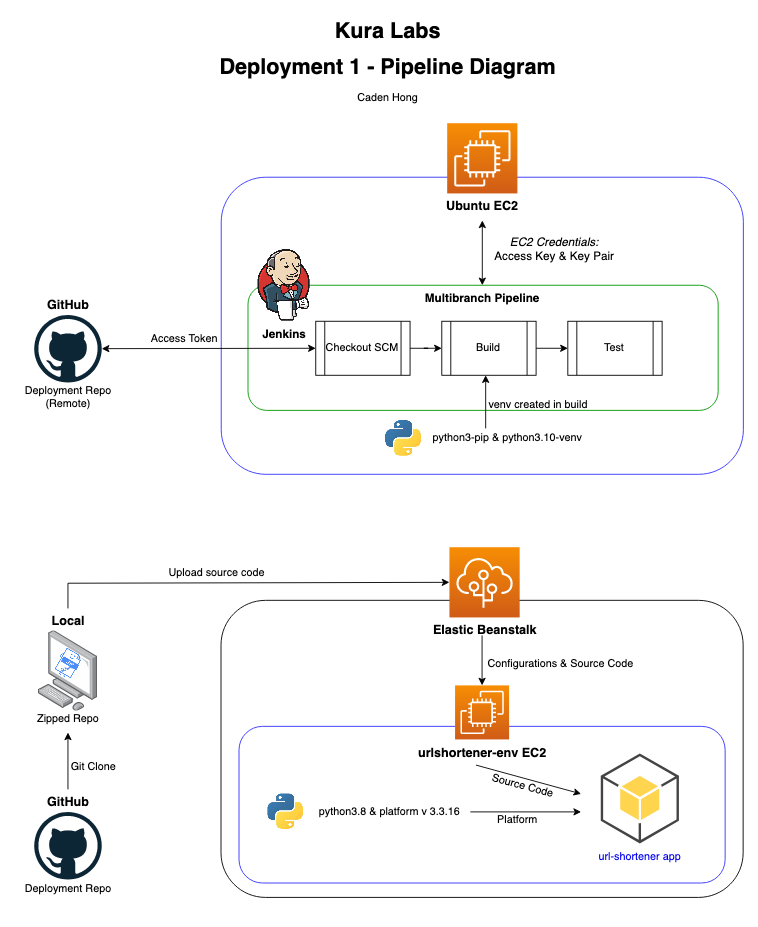 Kura Labs
Deployment 1 - Pipeline Diagram
Caden Hong
Ubuntu EC2
EC2 Credentials:
Access Key & Key Pair
Multibranch Pipeline
GitHub
Jenkins
Access Token
Checkout SCM
Build
Test
Deployment Repo
(Remote)
venv created in build
python3-pip & python3.10-venv
Upload source code
Local
Elastic Beanstalk
Configurations & Source Code
Zipped Repo
urlshortener-env EC2
Git Clone
Source Code
GitHub
python3.8 & platform v 3.3.16
Platform
url-shortener app
Deployment Repo